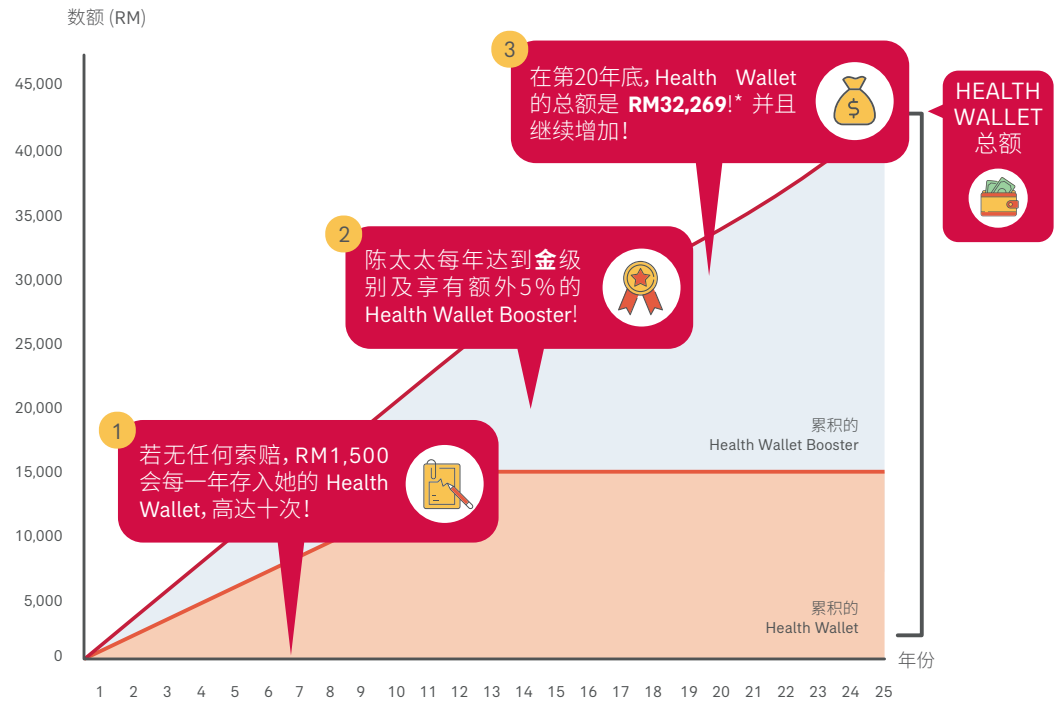 数额 (RM)
45,000
40,000
35,000
30,000
25,000
20,000
15,000
10,000
5,000
0
3
在第20年底，Health Wallet
的总额是 RM32,269!* 并且
继续增加！
HEALTH
WALLET
总额
2
陈太太每年达到金级
别及享有额外5%的
Health Wallet Booster!
1
若无任何索赔，RM1,500
会每一年存入她的 Health
Wallet，高达十次！
累积的
Health Wallet Booster
累积的
Health Wallet
年份
1 2 3 4 5 6 7 8 9 10 11 12 13 14 15 16 17 18 19 20 21 22 23 24 25